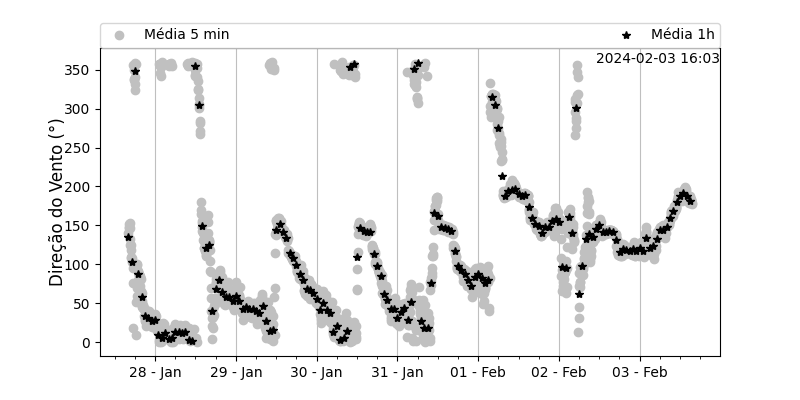 Média 5 min
Média 1h
2024-02-03 16:03
Direção do Vento (°)
350
300
250
200
150
100
50
0
28 - Jan
29 - Jan
30 - Jan
31 - Jan
01 - Feb
02 - Feb
03 - Feb